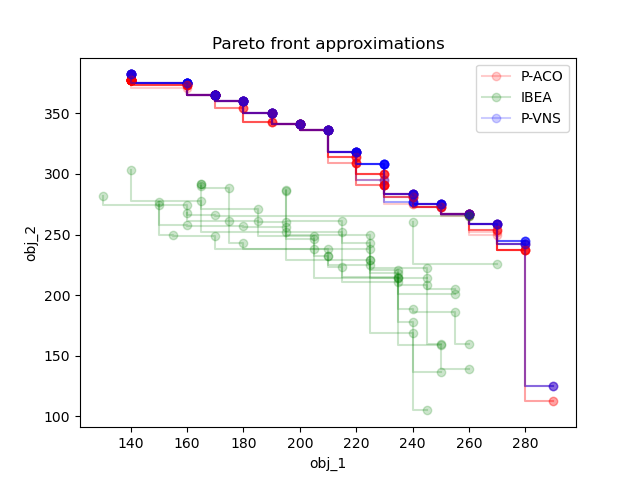 Pareto front approximations
P-ACO
IBEA
P-VNS
obj_2
350
300
250
200
150
100
140 160 180 200 220 240 260 280
obj_1